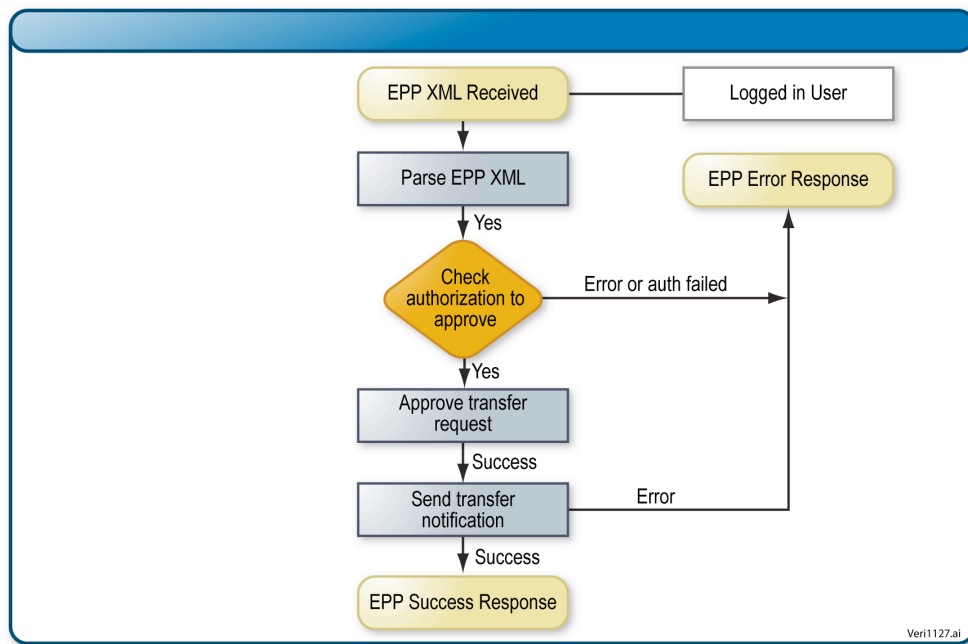 EPP XML Received
Logged in User
Parse EPP XML
EPP Error Response
Yes
Check
authorization to
approve
Error or auth failed
Yes
Approve transfer
request
Success
Send transfer
notification
Error
Success
EPP Success Response
Veri1127.ai